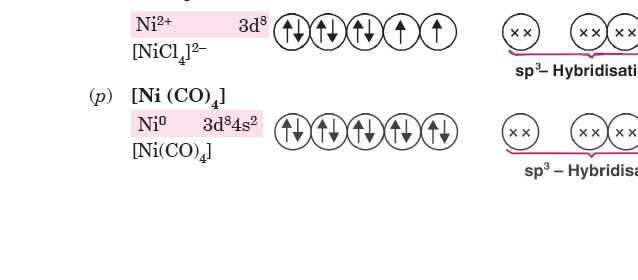 Ni²⁺ 3d⁸
[NiCl₄]²⁻ ×× ×× ××
sp³– Hybridisati
(p) [Ni (CO)₄]
Ni⁰ 3d⁸4s² ×× ×× ××
[Ni(CO)₄]
sp³ – Hybridisa